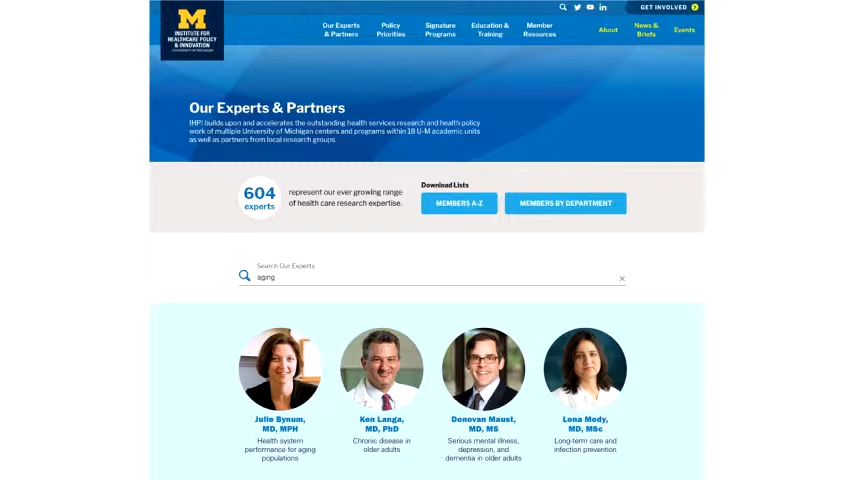 GET INVOLVED
M
INSTITUTE FOR
HEALTHCARE POLICY
& INNOVATION
UNIVERSITY OF MICHIGAN
Our Experts
& Partners
Policy
Priorities
Signature
Programs
Education &
Training
Member
Resources
About
News &
Briefs
Events
Our Experts & Partners
IHPI builds upon and accelerates the outstanding health services research and health policy
work of multiple University of Michigan centers and programs within 18 U-M academic units
as well as partners from local research groups.
604
experts
represent our ever growing range
of health care research expertise.
Download Lists
MEMBERS A-Z
MEMBERS BY DEPARTMENT
Search Our Experts
aging
Julie Bynum,
MD, MPH
Health system
performance for aging
populations
Ken Langa,
MD, PhD
Chronic disease in
older adults
Donovan Maust,
MD, MS
Serious mental illness,
depression, and
dementia in older adults
Lona Mody,
MD, MSc
Long-term care and
infection prevention